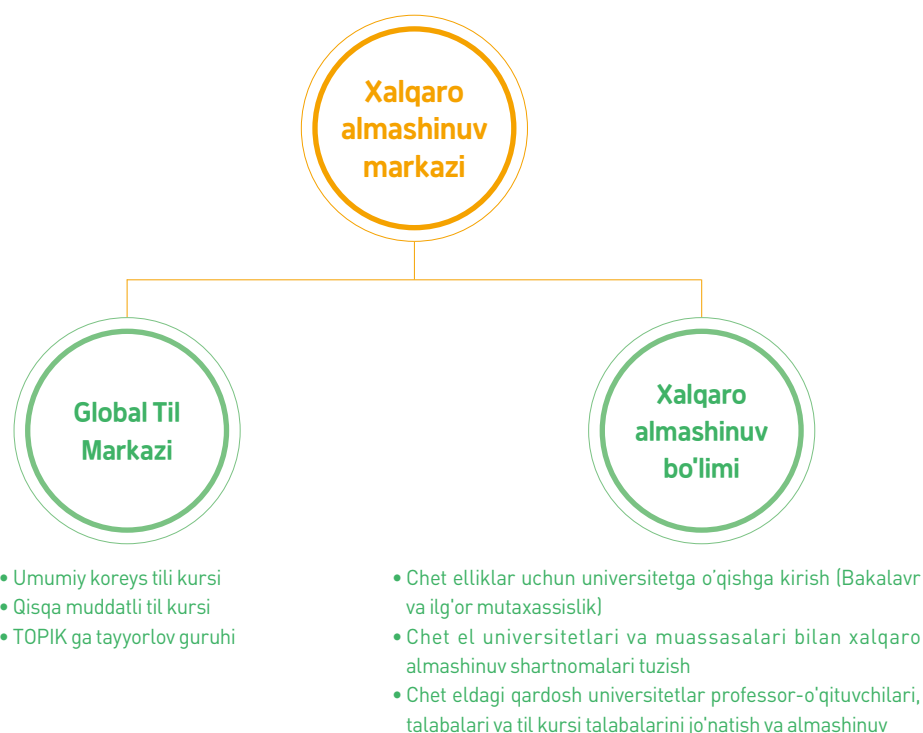 Xalqaro
almashinuv
markazi
Global Til
Markazi
Xalqaro
almashinuv
bo'limi
• Umumiy koreys tili kursi
• Qisqa muddatli til kursi
• TOPIK ga tayyorlov guruhi
• Chet elliklar uchun universitetga o’qishga kirish (Bakalavr
va ilg'or mutaxassislik)
• Chet el universitetlari va muassasalari bilan xalqaro
almashinuv shartnomalari tuzish
• Chet eldagi qardosh universitetlar professor-o'qituvchilari,
talabalari va til kursi talabalarini jo'natish va almashinuv